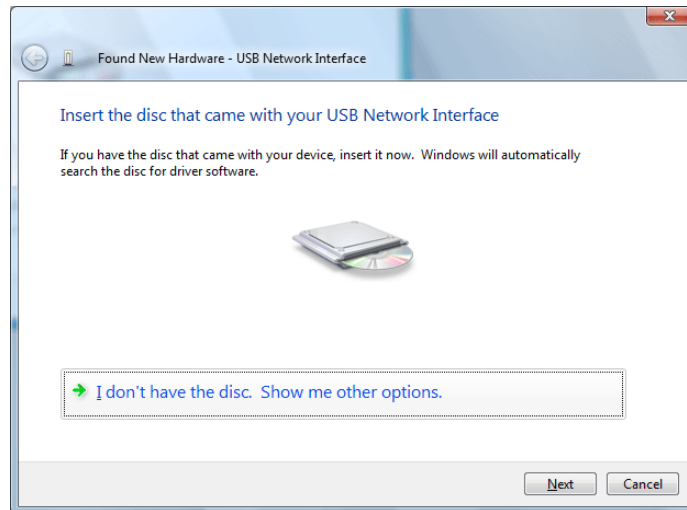 Found New Hardware - USB Network Interface
Insert the disc that came with your USB Network Interface
If you have the disc that came with your device, insert it now.  Windows will automatically
search the disc for driver software.
I don't have the disc.  Show me other options.
Next
Cancel